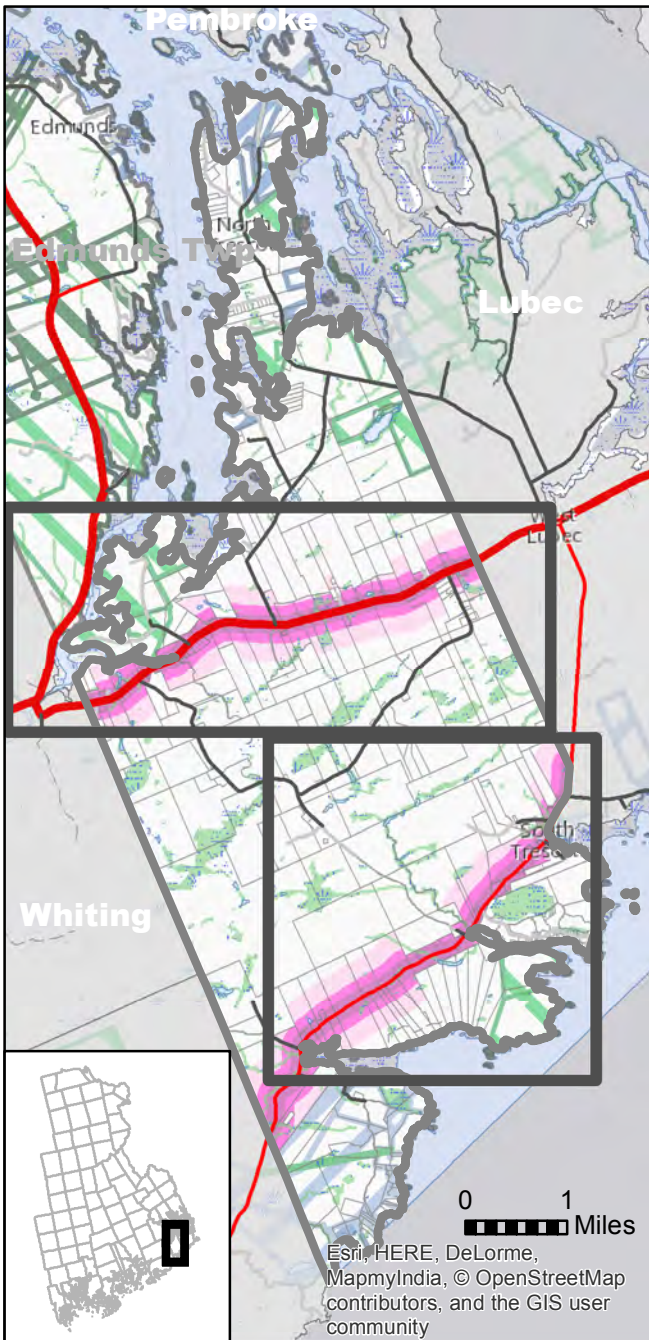 Pembroke
Edmunds
North
Edmunds Twp
Lubec
West
Lubec
South
Whiting
0 1
Miles
Esri, HERE, DeLorme,
MapmyIndia, © OpenStreetMap
contributors, and the GIS user
community